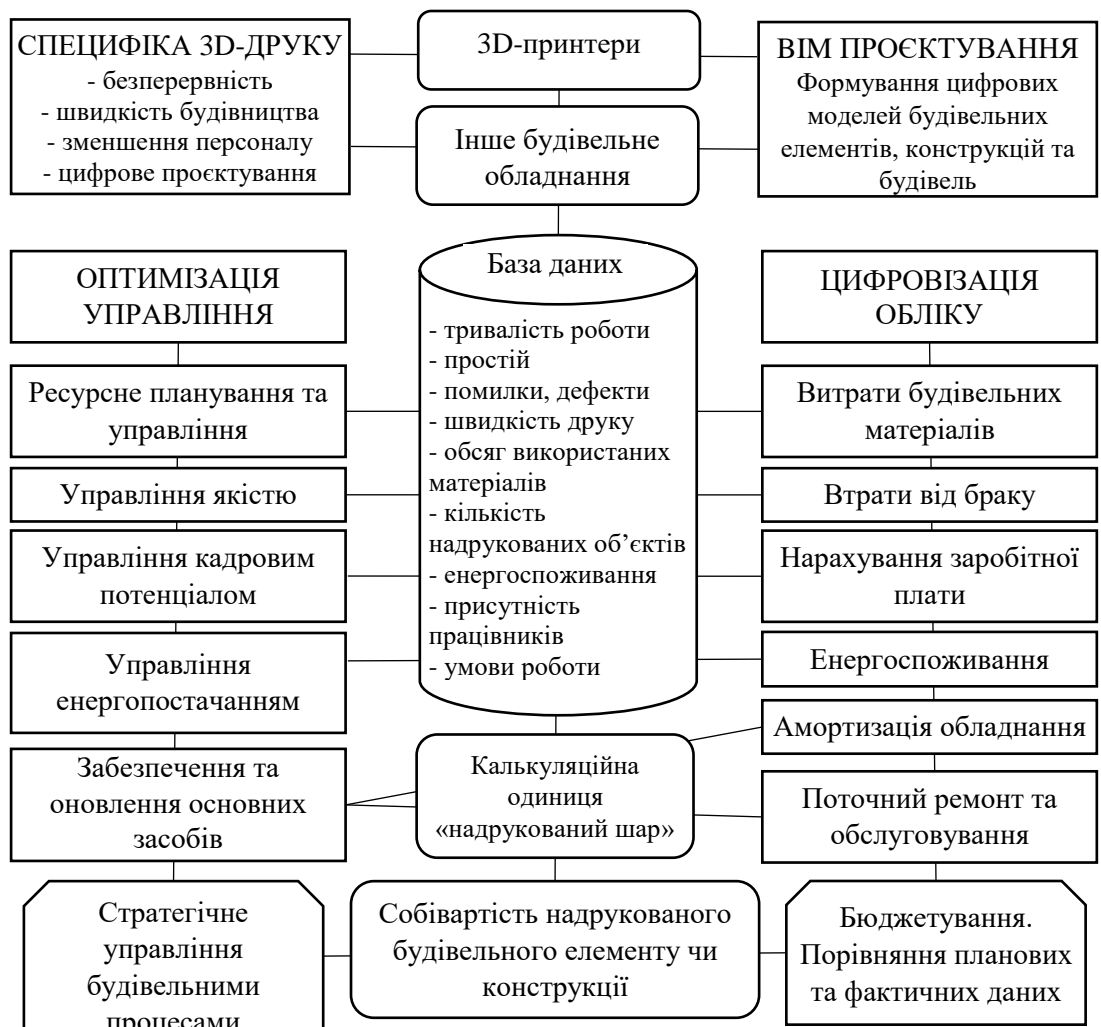 СПЕЦИФІКА 3D-ДРУКУ
- безперервність
- швидкість будівництва
- зменшення персоналу
- цифрове проєктування
3D-принтери
Інше будівельне
обладнання
ВІМ ПРОЄКТУВАННЯ
Формування цифрових
моделей будівельних
елементів, конструкцій та
будівель
ОПТИМІЗАЦІЯ
УПРАВЛІННЯ
Ресурсне планування та
управління
Управління якістю
Управління кадровим
потенціалом
Управління
енергопостачанням
Забезпечення та
оновлення основних
засобів
База даних
- тривалість роботи
- простій
- помилки, дефекти
- швидкість друку
- обсяг використаних
матеріалів
- кількість
надрукованих об’єктів
- енергоспоживання
- присутність
працівників
- умови роботи
ЦИФРОВІЗАЦІЯ
ОБЛІКУ
Витрати будівельних
матеріалів
Втрати від браку
Нарахування заробітної
плати
Енергоспоживання
Амортизація обладнання
Поточний ремонт та
обслуговування
Калькуляційна
одиниця
«надрукований шар»
Стратегічне
управління
будівельними
процесами
Собівартість надрукованого
будівельного елементу чи
конструкції
Бюджетування.
Порівняння планових
та фактичних даних